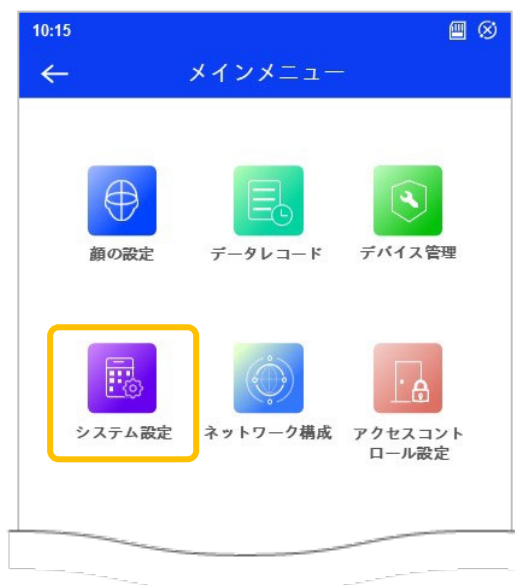 10:15
メインメニュー
顔の設定
データレコード
デバイス管理
システム設定
ネットワーク構成
アクセスコント
ロール設定